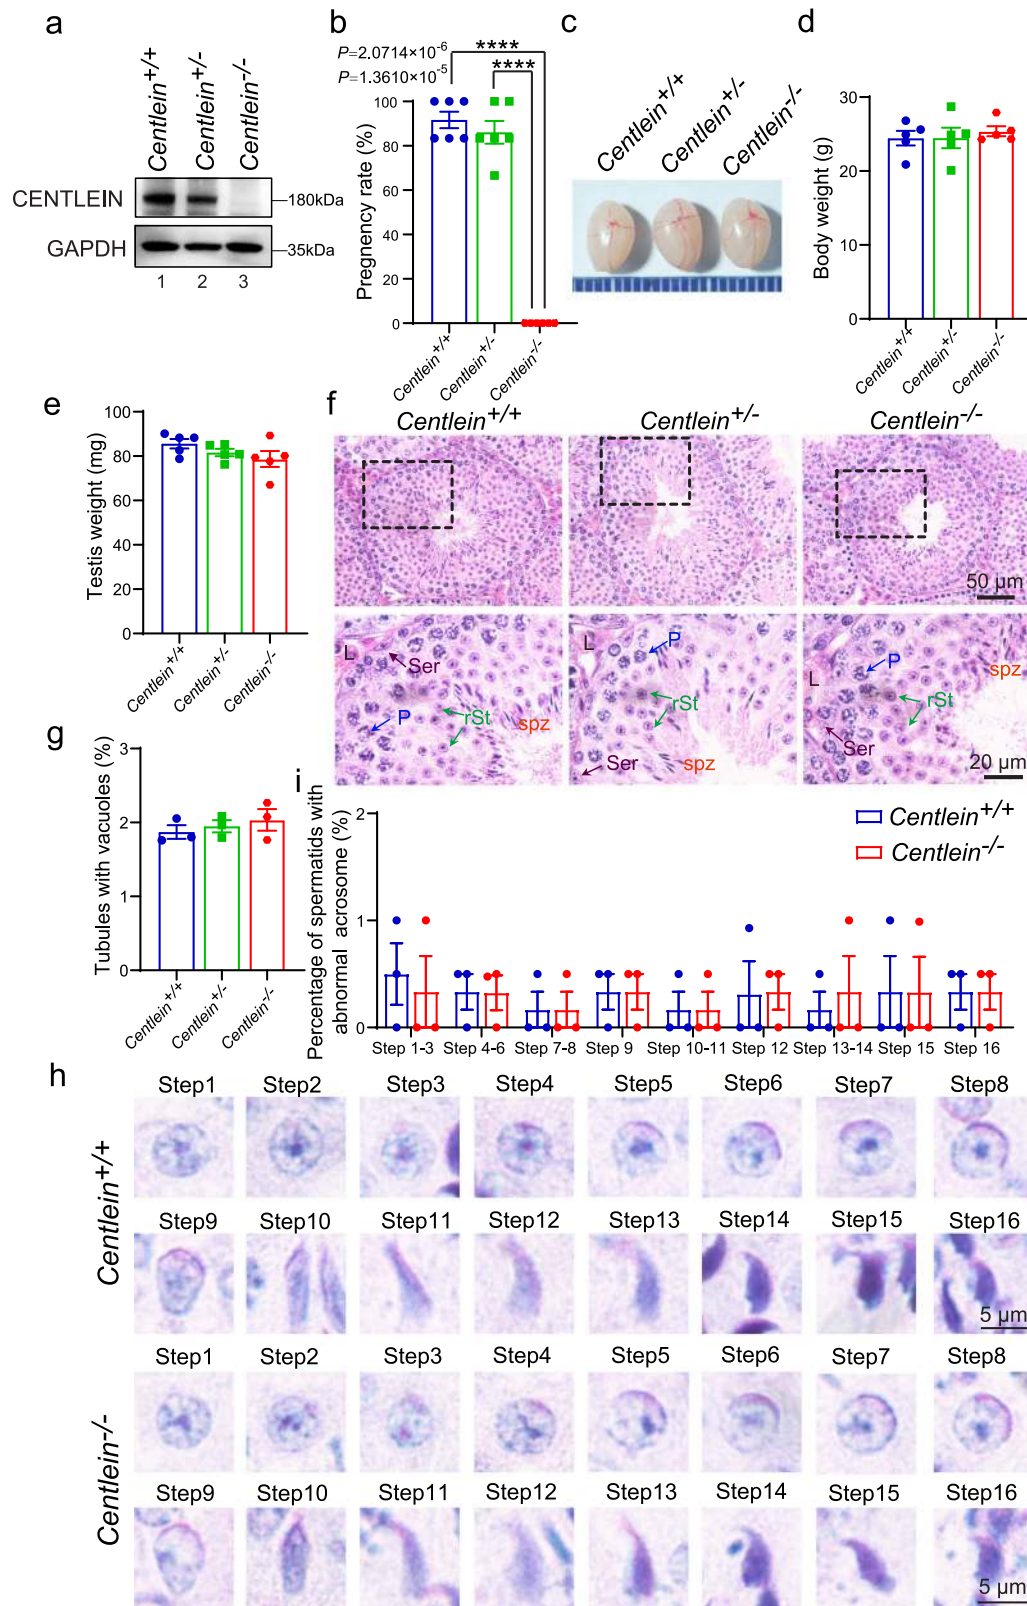 a
Centlein+/+
Centlein+/-
Centlein-/-
CENTLEIN
180kDa
GAPDH
35kDa
1 2 3
b
P=2.0714×10-6
****
P=1.3610×10-5
****
Pregnency rate (%)
100
80
60
40
20
0
Centlein+/+
Centlein+/-
Centlein-/-
c
Centlein+/+
Centlein+/-
Centlein-/-
d
Body weight (g)
30
20
10
0
Centlein+/+
Centlein+/-
Centlein-/-
e
Testis weight (mg)
100
80
60
40
20
0
Centlein+/+
Centlein+/-
Centlein-/-
f
Centlein+/+ Centlein+/- Centlein-/-
50 µm
L
Ser
P
rSt
spz
L
P
rSt
Ser
spz
P
spz
L
rSt
Ser
20 µm
g
Tubules with vacuoles (%)
3
2
1
0
Centlein+/+
Centlein+/-
Centlein-/-
i
Percentage of spermatids with
abnormal acrosome (%)
2
1
0
Centlein+/+
Centlein-/-
Step 1-3 Step 4-6 Step 7-8 Step 9 Step 10-11 Step 12 Step 13-14 Step 15 Step 16
h
Centlein+/+
Step1 Step2 Step3 Step4 Step5 Step6 Step7 Step8
Step9 Step10 Step11 Step12 Step13 Step14 Step15 Step16
5 µm
Centlein-/-
Step1 Step2 Step3 Step4 Step5 Step6 Step7 Step8
Step9 Step10 Step11 Step12 Step13 Step14 Step15 Step16
5 µm